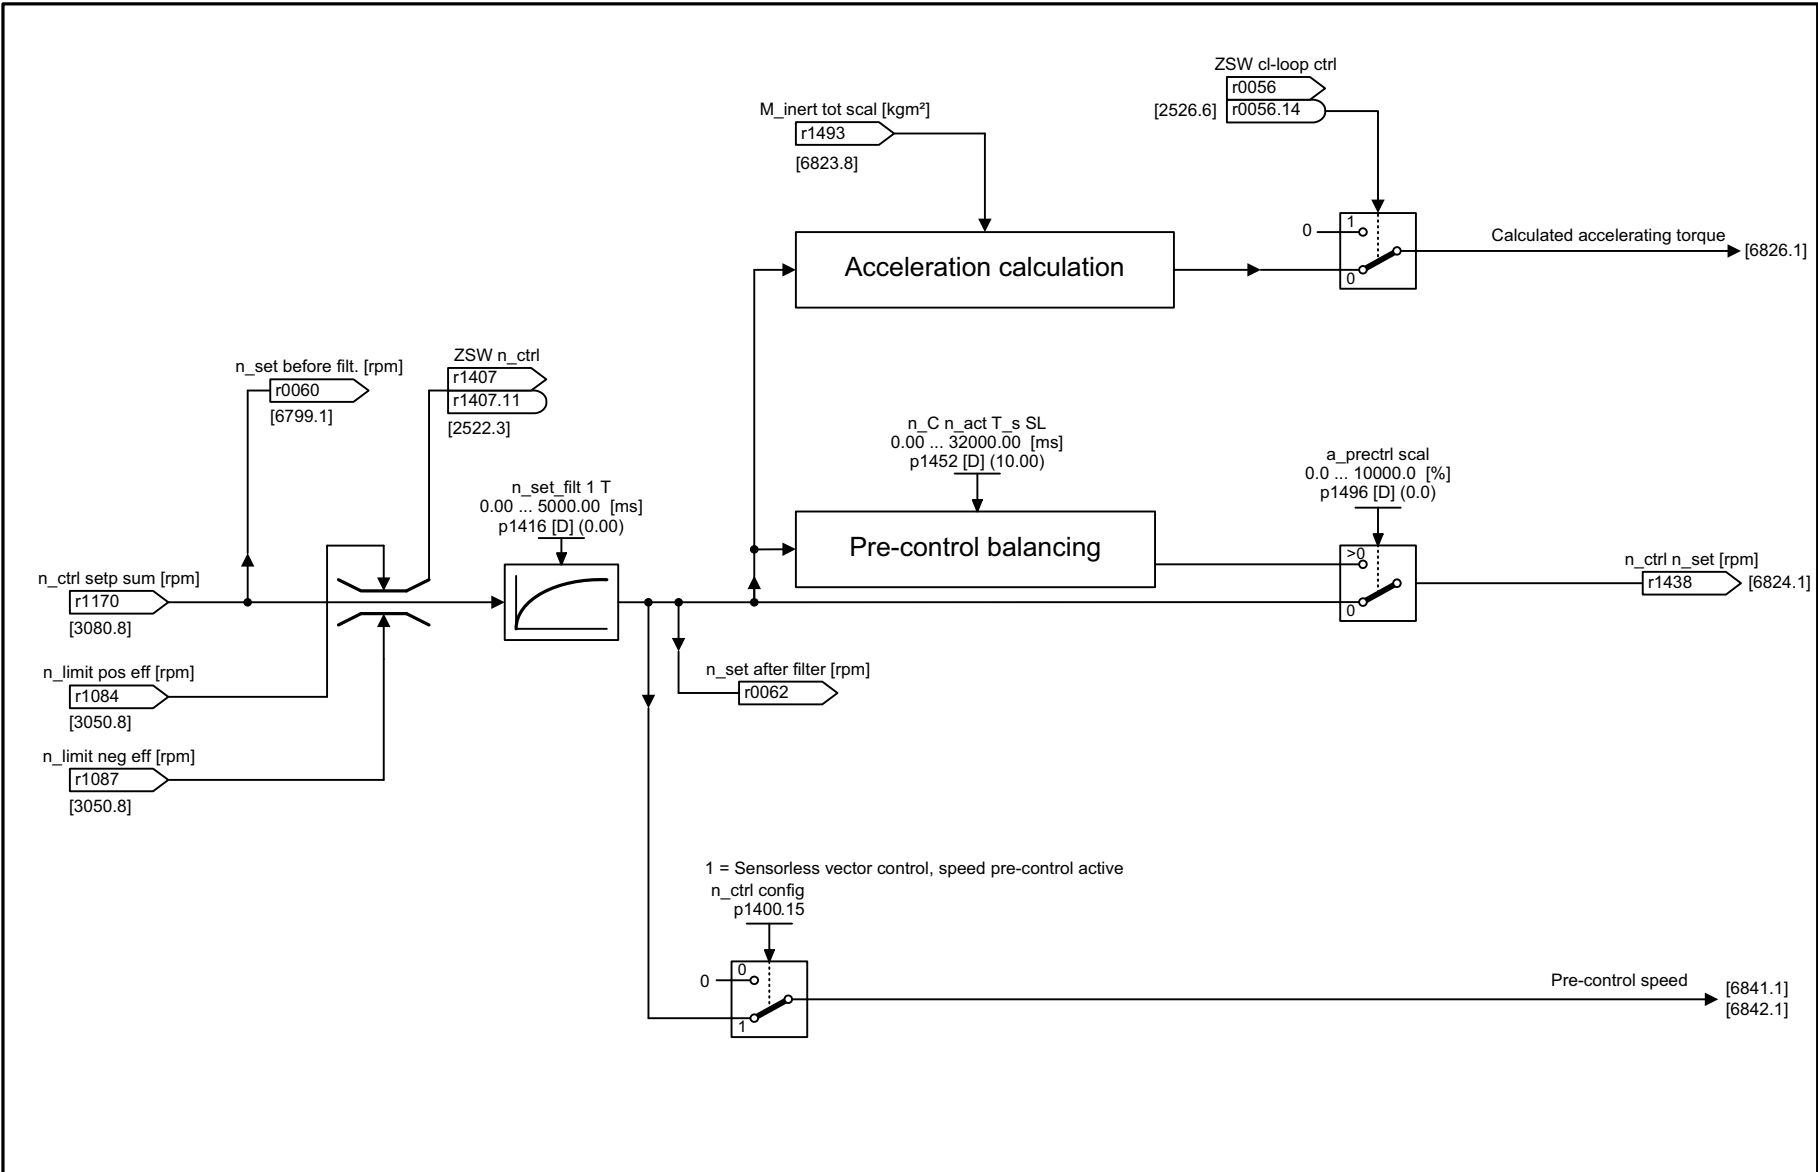 ZSW cl-loop ctrl
r0056
[2526.6] r0056.14
M_inert tot scal [kgm²]
r1493
[6823.8]
1
0
0
Acceleration calculation
Calculated accelerating torque
[6826.1]
n_set before filt. [rpm]
r0060
[6799.1]
ZSW n_ctrl
r1407
r1407.11
[2522.3]
n_C n_act T_s SL
0.00 ... 32000.00 [ms]
p1452 [D] (10.00)
a_prectrl scal
0.0 ... 10000.0 [%]
p1496 [D] (0.0)
n_set_filt 1 T
0.00 ... 5000.00 [ms]
p1416 [D] (0.00)
Pre-control balancing
>0
0
n_ctrl n_set [rpm]
r1438 [6824.1]
n_ctrl setp sum [rpm]
r1170
[3080.8]
n_limit pos eff [rpm]
r1084
[3050.8]
n_set after filter [rpm]
r0062
n_limit neg eff [rpm]
r1087
[3050.8]
1 = Sensorless vector control, speed pre-control active
n_ctrl config
p1400.15
0
0
1
Pre-control speed
[6841.1]
[6842.1]